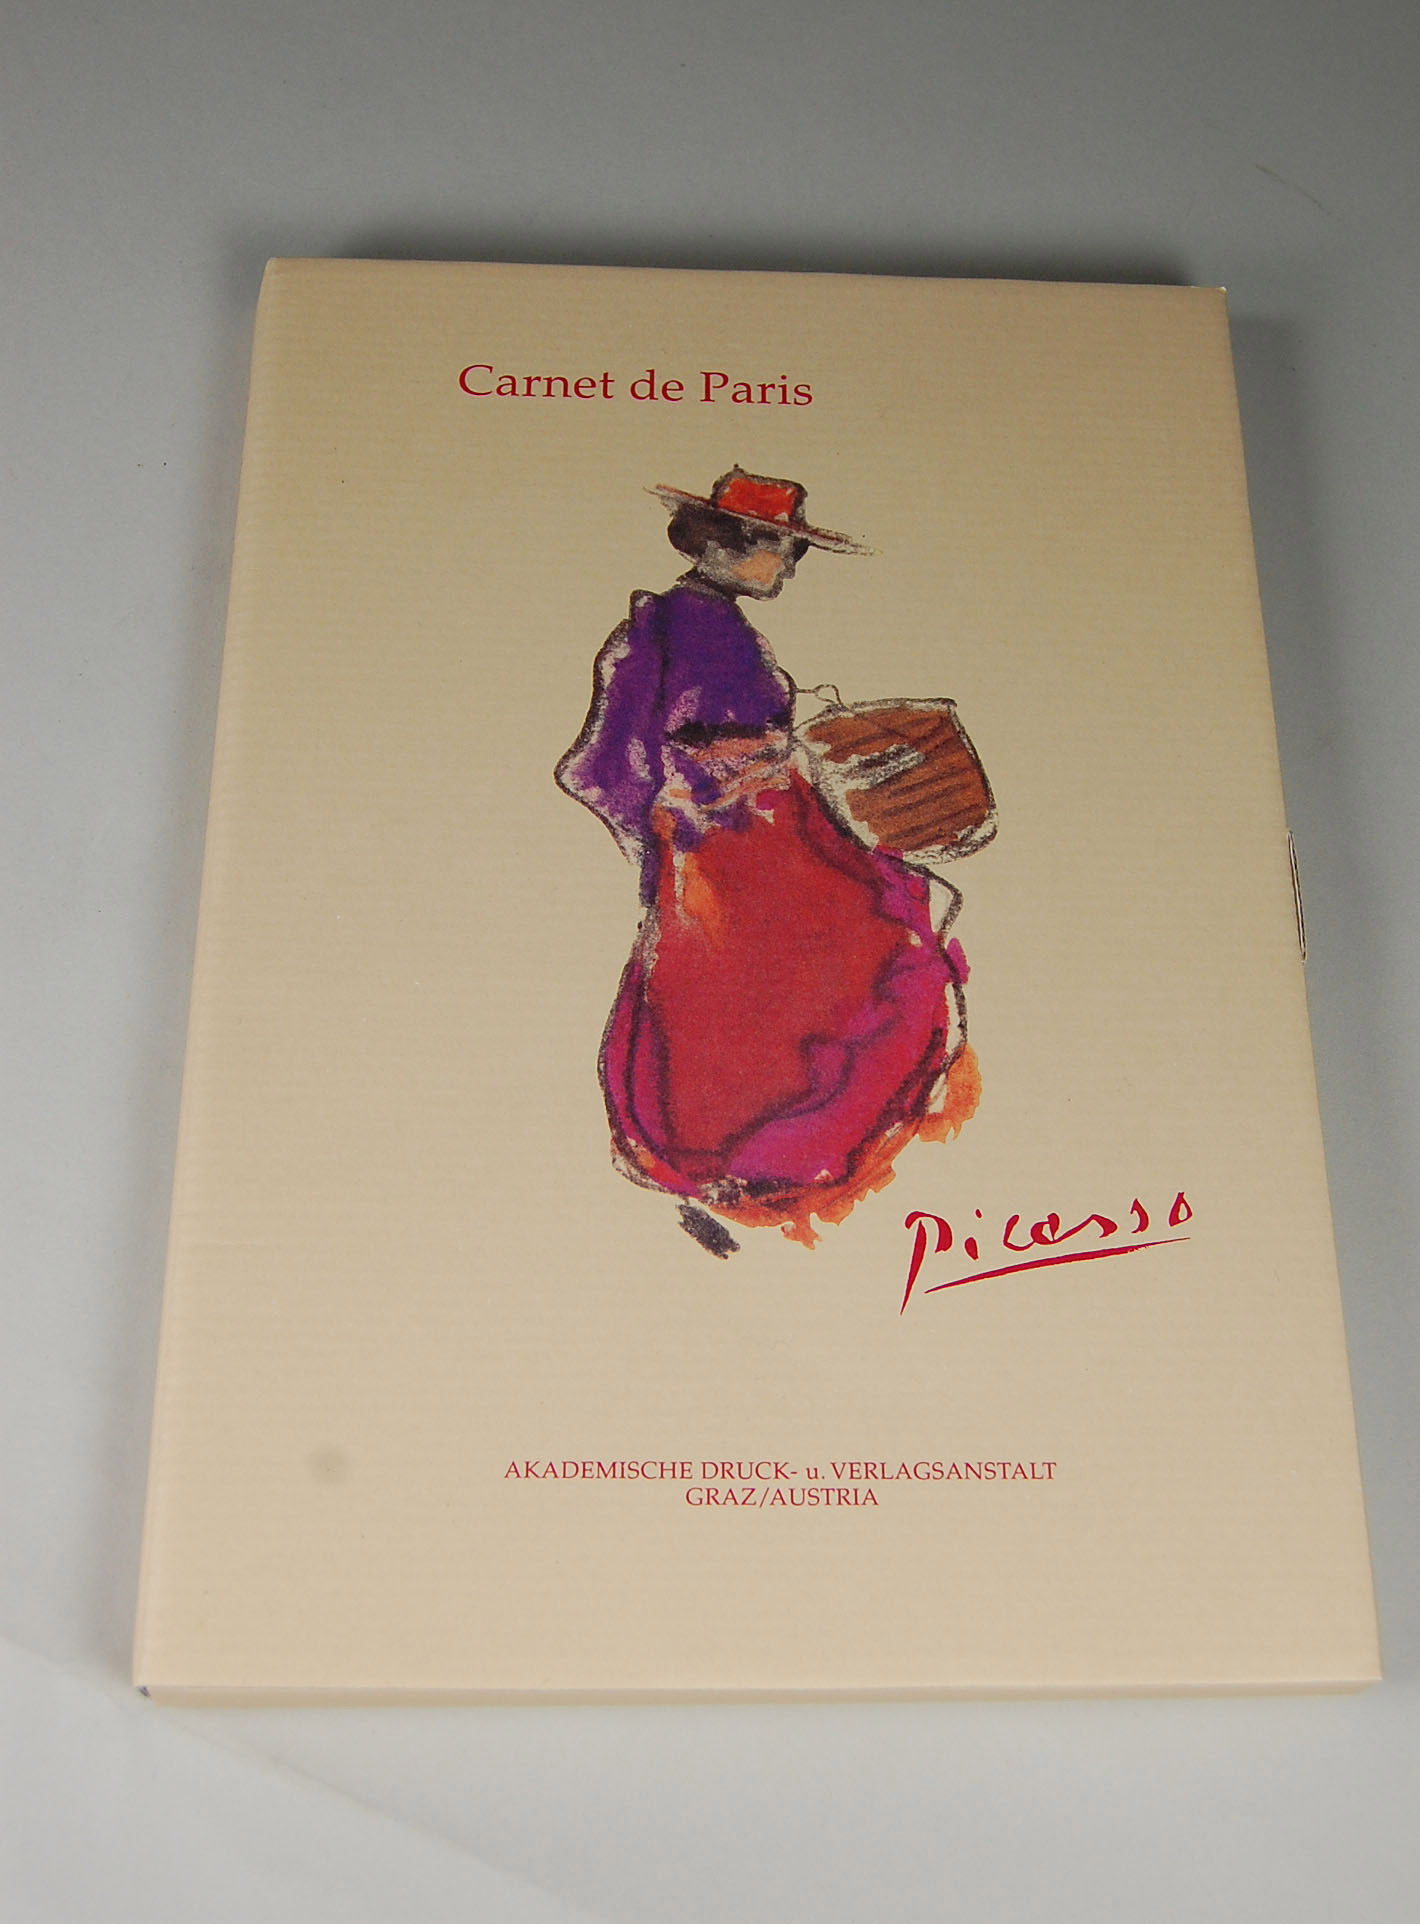 Carnet de Paris
Picasso
AKADEMISCHE DRUCK- u. VERLAGSANSTALT
GRAZ/AUSTRIA